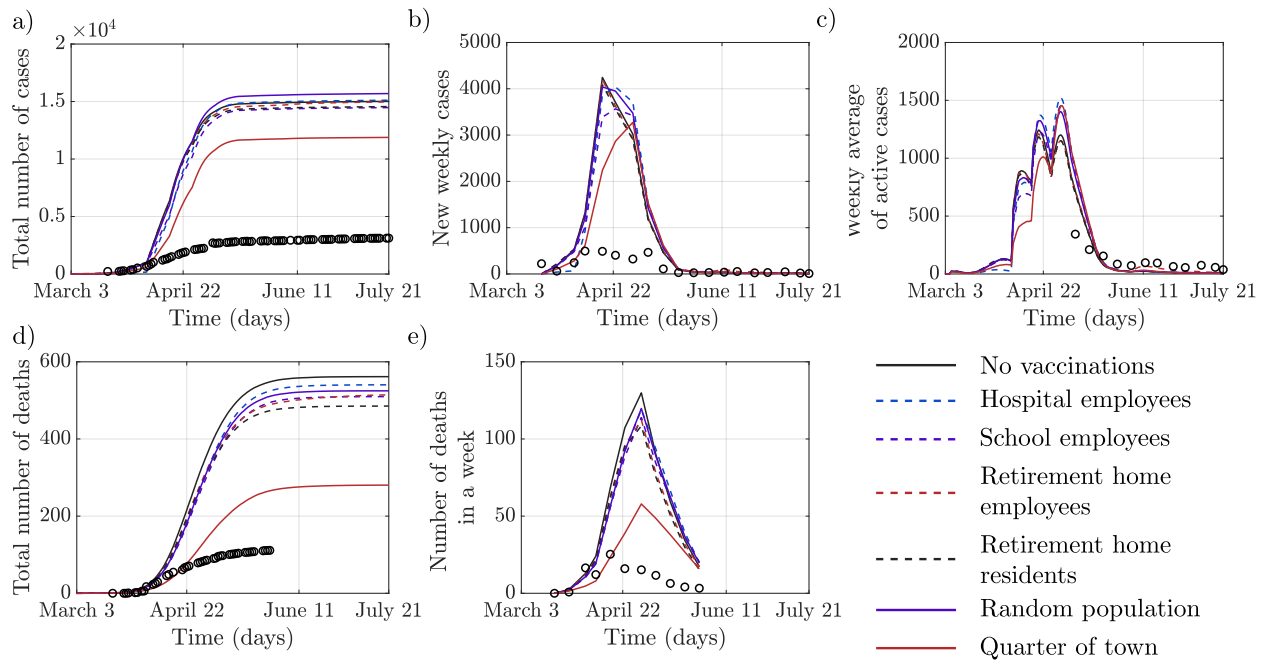 a)
×10⁴
2
1.5
1
0.5
0
Total number of cases
March 3 April 22 June 11 July 21
Time (days)
b)
5000
4000
3000
2000
1000
0
New weekly cases
March 3 April 22 June 11 July 21
Time (days)
c)
2000
1500
1000
500
0
weekly average
of active cases
March 3 April 22 June 11 July 21
Time (days)
d)
600
400
200
0
Total number of deaths
March 3 April 22 June 11 July 21
Time (days)
e)
150
100
50
0
Number of deaths
in a week
March 3 April 22 June 11 July 21
Time (days)
No vaccinations
Hospital employees
School employees
Retirement home
employees
Retirement home
residents
Random population
Quarter of town